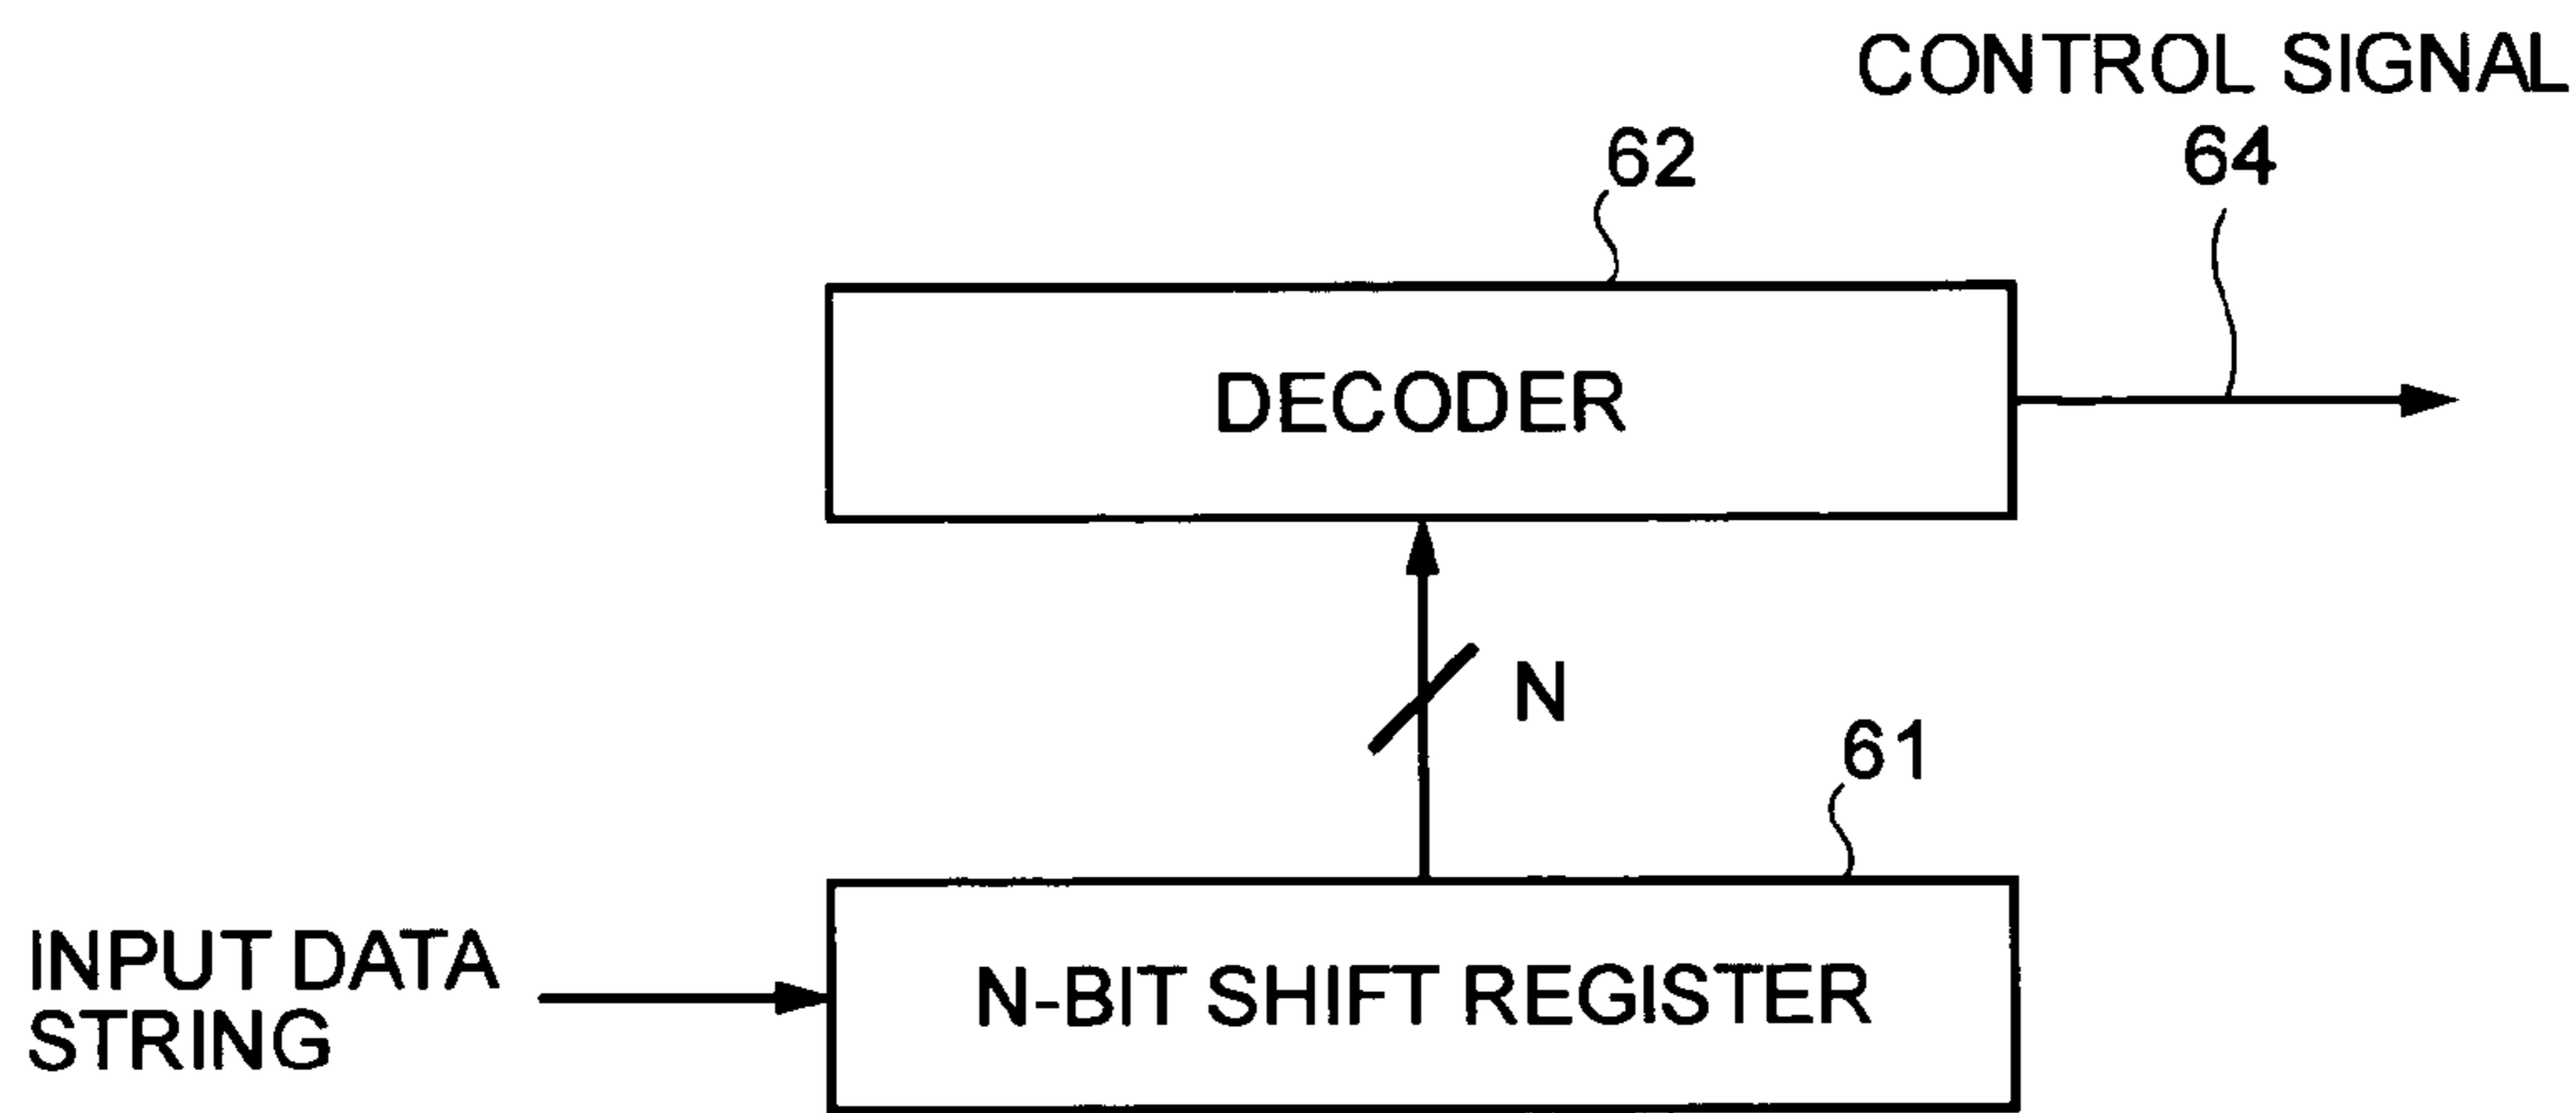 CONTROL SIGNAL
64
62
DECODER
N
61
INPUT DATA
STRING
N-BIT SHIFT REGISTER